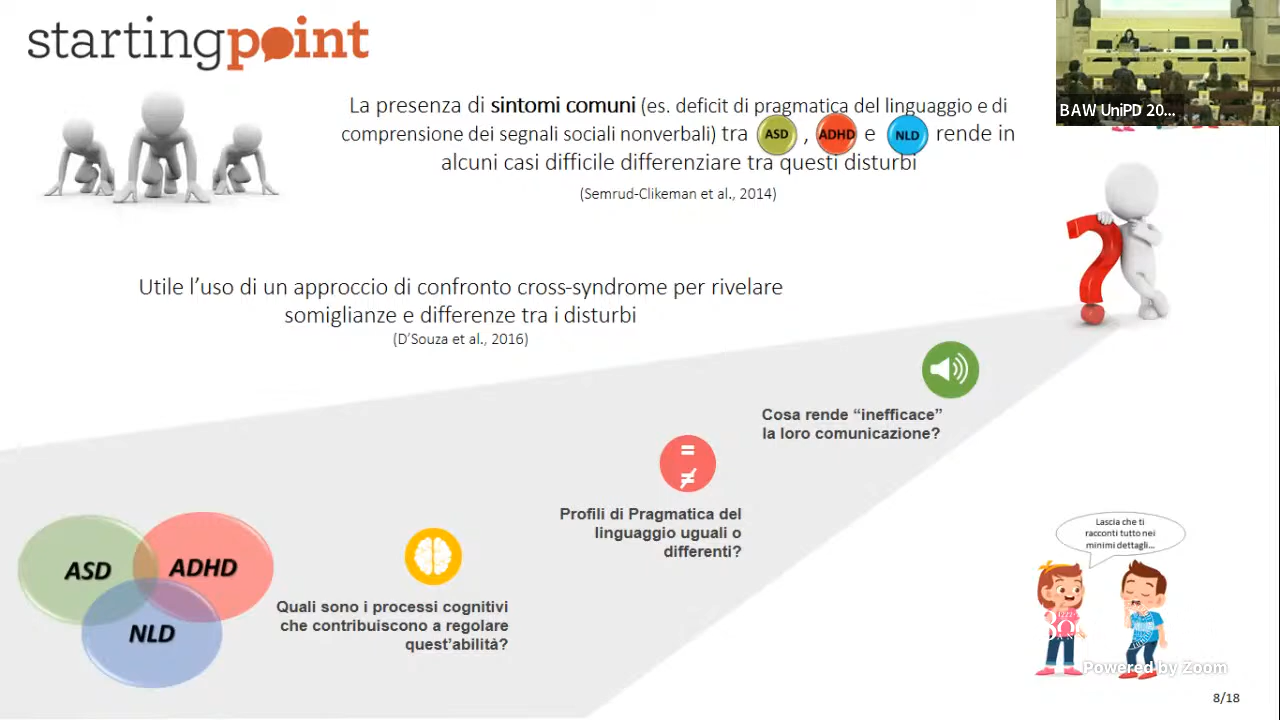 startingpoint
BAW UniPD 20...
La presenza di sintomi comuni (es. deficit di pragmatica del linguaggio e di
comprensione dei segnali sociali nonverbali) tra ASD , ADHD e NLD rende in
alcuni casi difficile differenziare tra questi disturbi
(Semrud-Clikeman et al., 2014)
Utile l’uso di un approccio di confronto cross-syndrome per rivelare
somiglianze e differenze tra i disturbi
(D’Souza et al., 2016)
Cosa rende “inefficace”
la loro comunicazione?
=
≠
Profili di Pragmatica del
linguaggio uguali o
differenti?
Quali sono i processi cognitivi
che contribuiscono a regolare
quest’abilità?
ASD
ADHD
NLD
Lascia che ti
racconti tutto nei
minimi dettagli...
Powered by Zoom
8/18